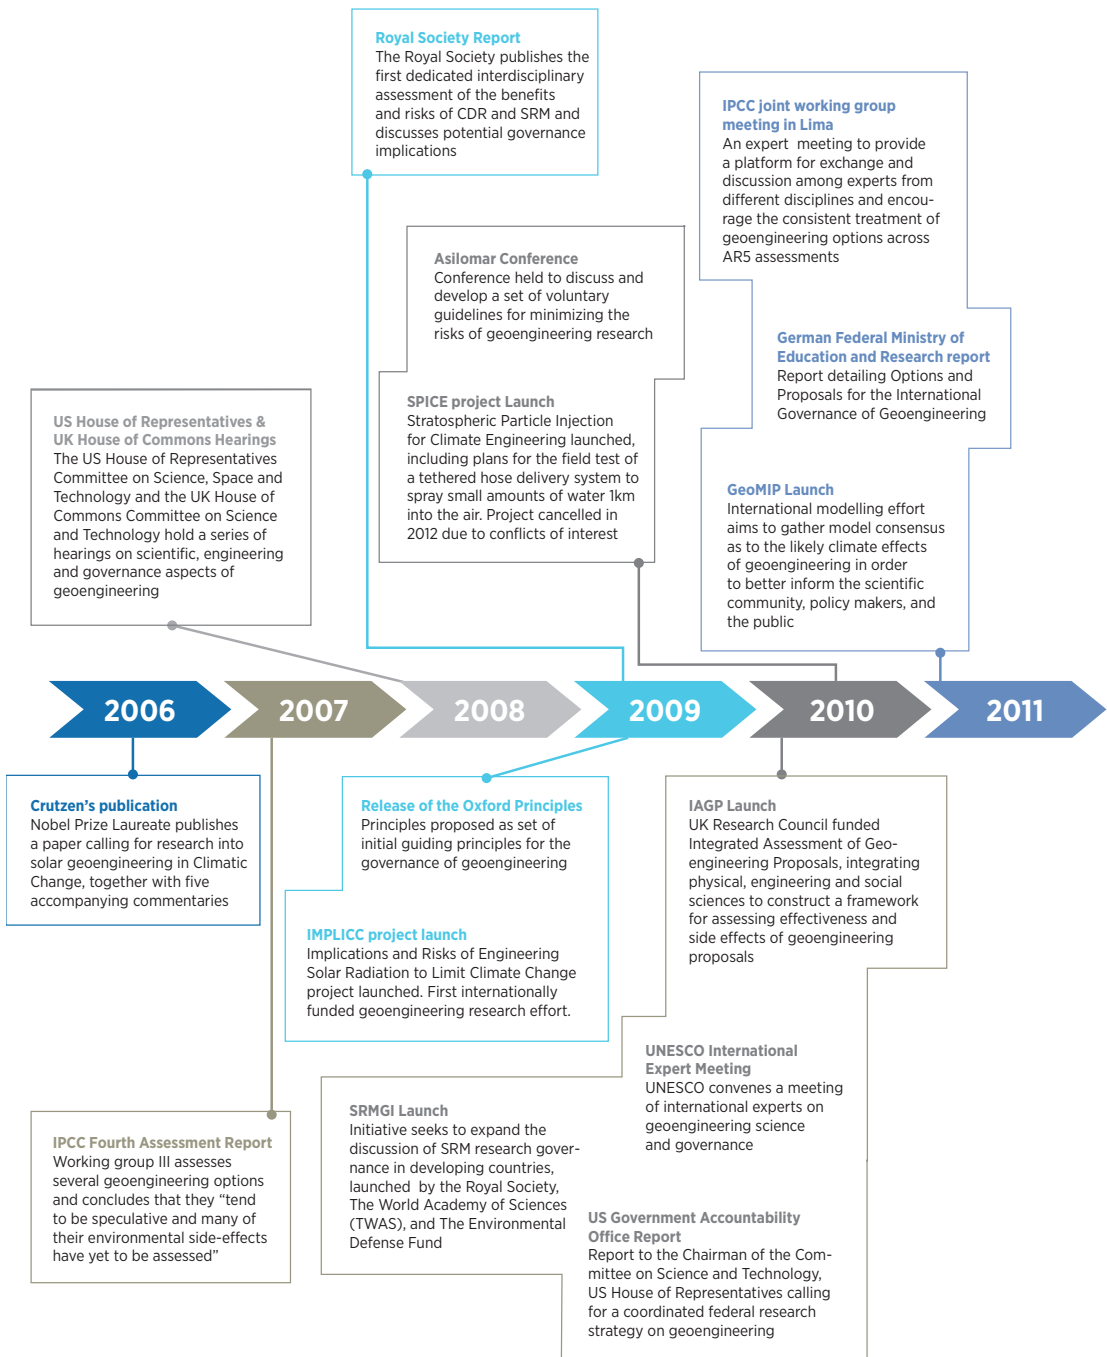 Royal Society Report
The Royal Society publishes the
first dedicated interdisciplinary
assessment of the benefits
and risks of CDR and SRM and
discusses potential governance
implications
IPCC joint working group
meeting in Lima
An expert meeting to provide
a platform for exchange and
discussion among experts from
different disciplines and encou-
rage the consistent treatment of
geoengineering options across
AR5 assessments
Asilomar Conference
Conference held to discuss and
develop a set of voluntary
guidelines for minimizing the
risks of geoengineering research
German Federal Ministry of
Education and Research report
Report detailing Options and
Proposals for the International
Governance of Geoengineering
US House of Representatives &
UK House of Commons Hearings
The US House of Representatives
Committee on Science, Space and
Technology and the UK House of
Commons Committee on Science
and Technology hold a series of
hearings on scientific, engineering
and governance aspects of
geoengineering
SPICE project Launch
Stratospheric Particle Injection
for Climate Engineering launched,
including plans for the field test of
a tethered hose delivery system to
spray small amounts of water 1km
into the air. Project cancelled in
2012 due to conflicts of interest
GeoMIP Launch
International modelling effort
aims to gather model consensus
as to the likely climate effects
of geoengineering in order
to better inform the scientific
community, policy makers, and
the public
2006
2007
2008
2009
2010
2011
Crutzen's publication
Nobel Prize Laureate publishes
a paper calling for research into
solar geoengineering in Climatic
Change, together with five
accompanying commentaries
Release of the Oxford Principles
Principles proposed as set of
initial guiding principles for the
governance of geoengineering
IMPLICC project launch
Implications and Risks of Engineering
Solar Radiation to Limit Climate Change
project launched. First internationally
funded geoengineering research effort.
IAGP Launch
UK Research Council funded
Integrated Assessment of Geo-
engineering Proposals, integrating
physical, engineering and social
sciences to construct a framework
for assessing effectiveness and
side effects of geoengineering
proposals
UNESCO International
Expert Meeting
UNESCO convenes a meeting
of international experts on
geoengineering science
and governance
IPCC Fourth Assessment Report
Working group III assesses
several geoengineering options
and concludes that they “tend
to be speculative and many of
their environmental side-effects
have yet to be assessed”
SRMGI Launch
Initiative seeks to expand the
discussion of SRM research gover-
nance in developing countries,
launched by the Royal Society,
The World Academy of Sciences
(TWAS), and The Environmental
Defense Fund
US Government Accountability
Office Report
Report to the Chairman of the Com-
mittee on Science and Technology,
US House of Representatives calling
for a coordinated federal research
strategy on geoengineering